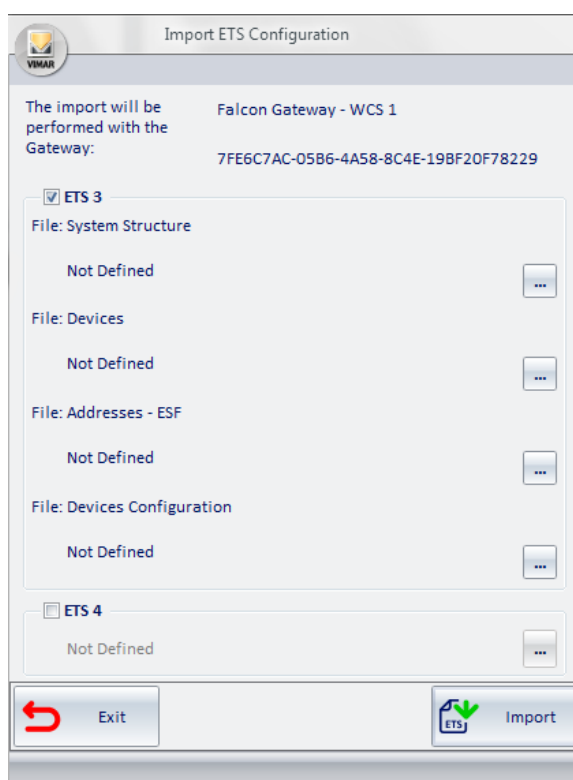 Import ETS Configuration
VIMAR
The import will be
performed with the
Gateway:
Falcon Gateway - WCS 1
7FE6C7AC-05B6-4A58-8C4E-19BF20F78229
ETS 3
File: System Structure
Not Defined
...
File: Devices
Not Defined
...
File: Addresses - ESF
Not Defined
...
File: Devices Configuration
Not Defined
...
ETS 4
Not Defined
...
Exit
ETS
Import